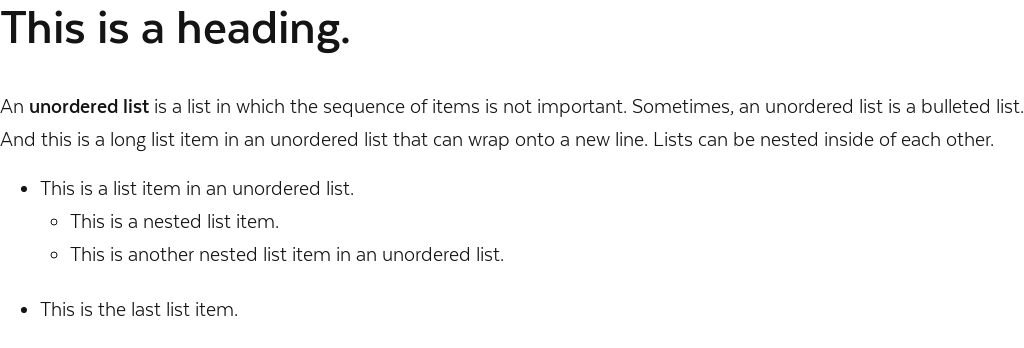 This is a heading.
An unordered list is a list in which the sequence of items is not important. Sometimes, an unordered list is a bulleted list.
And this is a long list item in an unordered list that can wrap onto a new line. Lists can be nested inside of each other.
• This is a list item in an unordered list.
◦ This is a nested list item.
◦ This is another nested list item in an unordered list.
• This is the last list item.